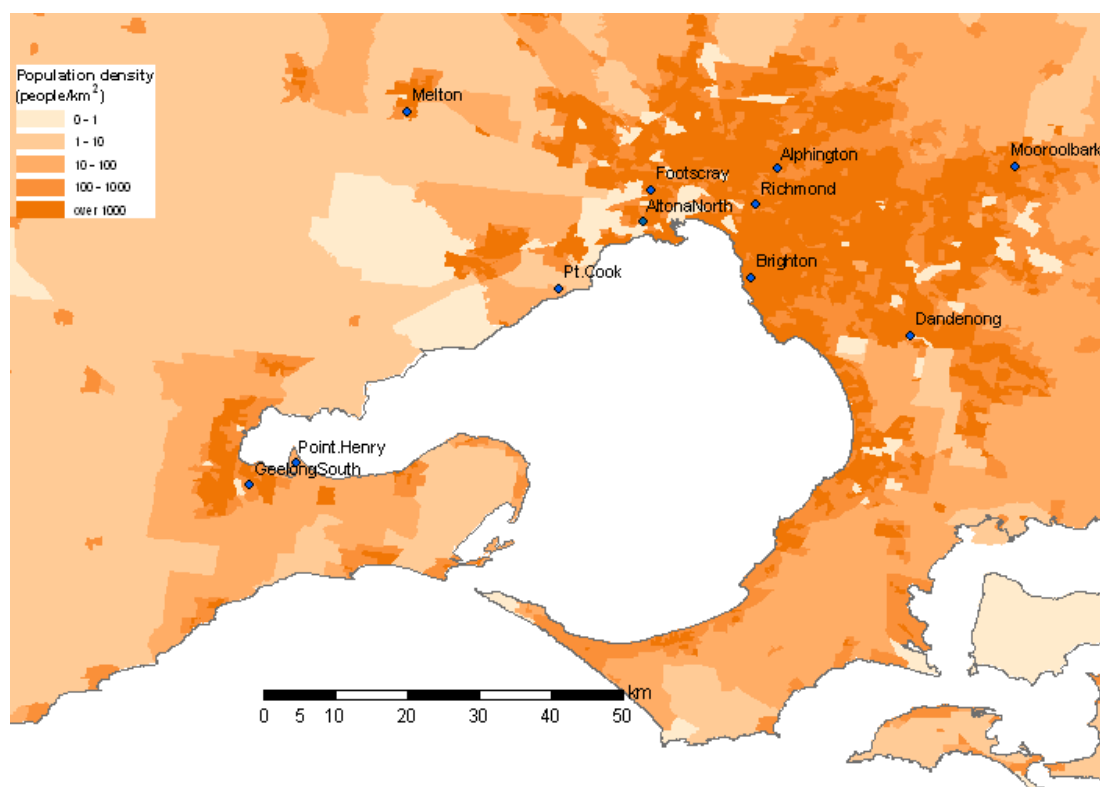 Population density
(people/km²)
0 - 1
1 - 10
10 - 100
100 - 1000
over 1000
Melton
Mooroolbark
Alphington
Footscray
Richmond
AltonaNorth
Brighton
Pt.Cook
Dandenong
Point.Henry
GeelongSouth
km
0 5 10 20 30 40 50